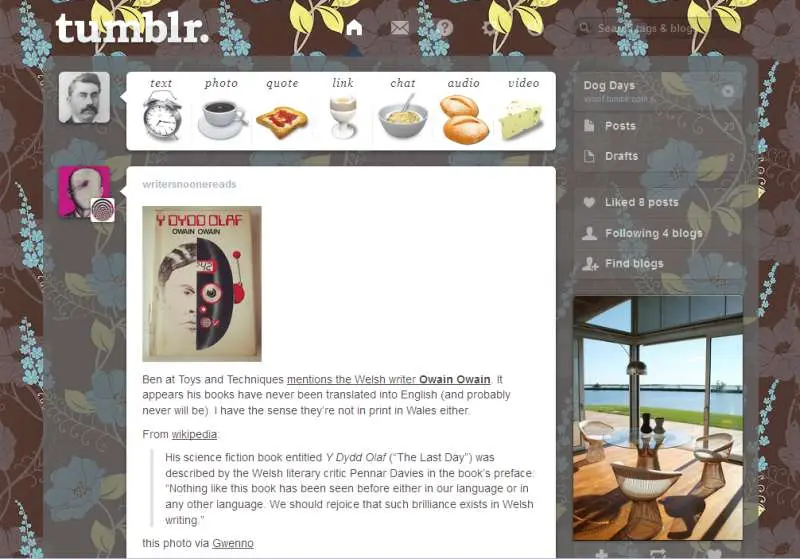 tumblr.
Search tags & blogs
text photo quote link chat audio video
Dog Days
Posts
Drafts 2
Liked 8 posts
Following 4 blogs
Find blogs
writersnoonereads
Y DYDD OLAF
OWAIN OWAIN
942
Ben at Toys and Techniques mentions the Welsh writer Owain Owain. It
appears his books have never been translated into English (and probably
never will be). I have the sense they're not in print in Wales either.
From wikipedia:
His science fiction book entitled Y Dydd Olaf ("The Last Day") was
described by the Welsh literary critic Pennar Davies in the book's preface:
"Nothing like this book has been seen before either in our language or in
any other language. We should rejoice that such brilliance exists in Welsh
writing."
this photo via Gwenno